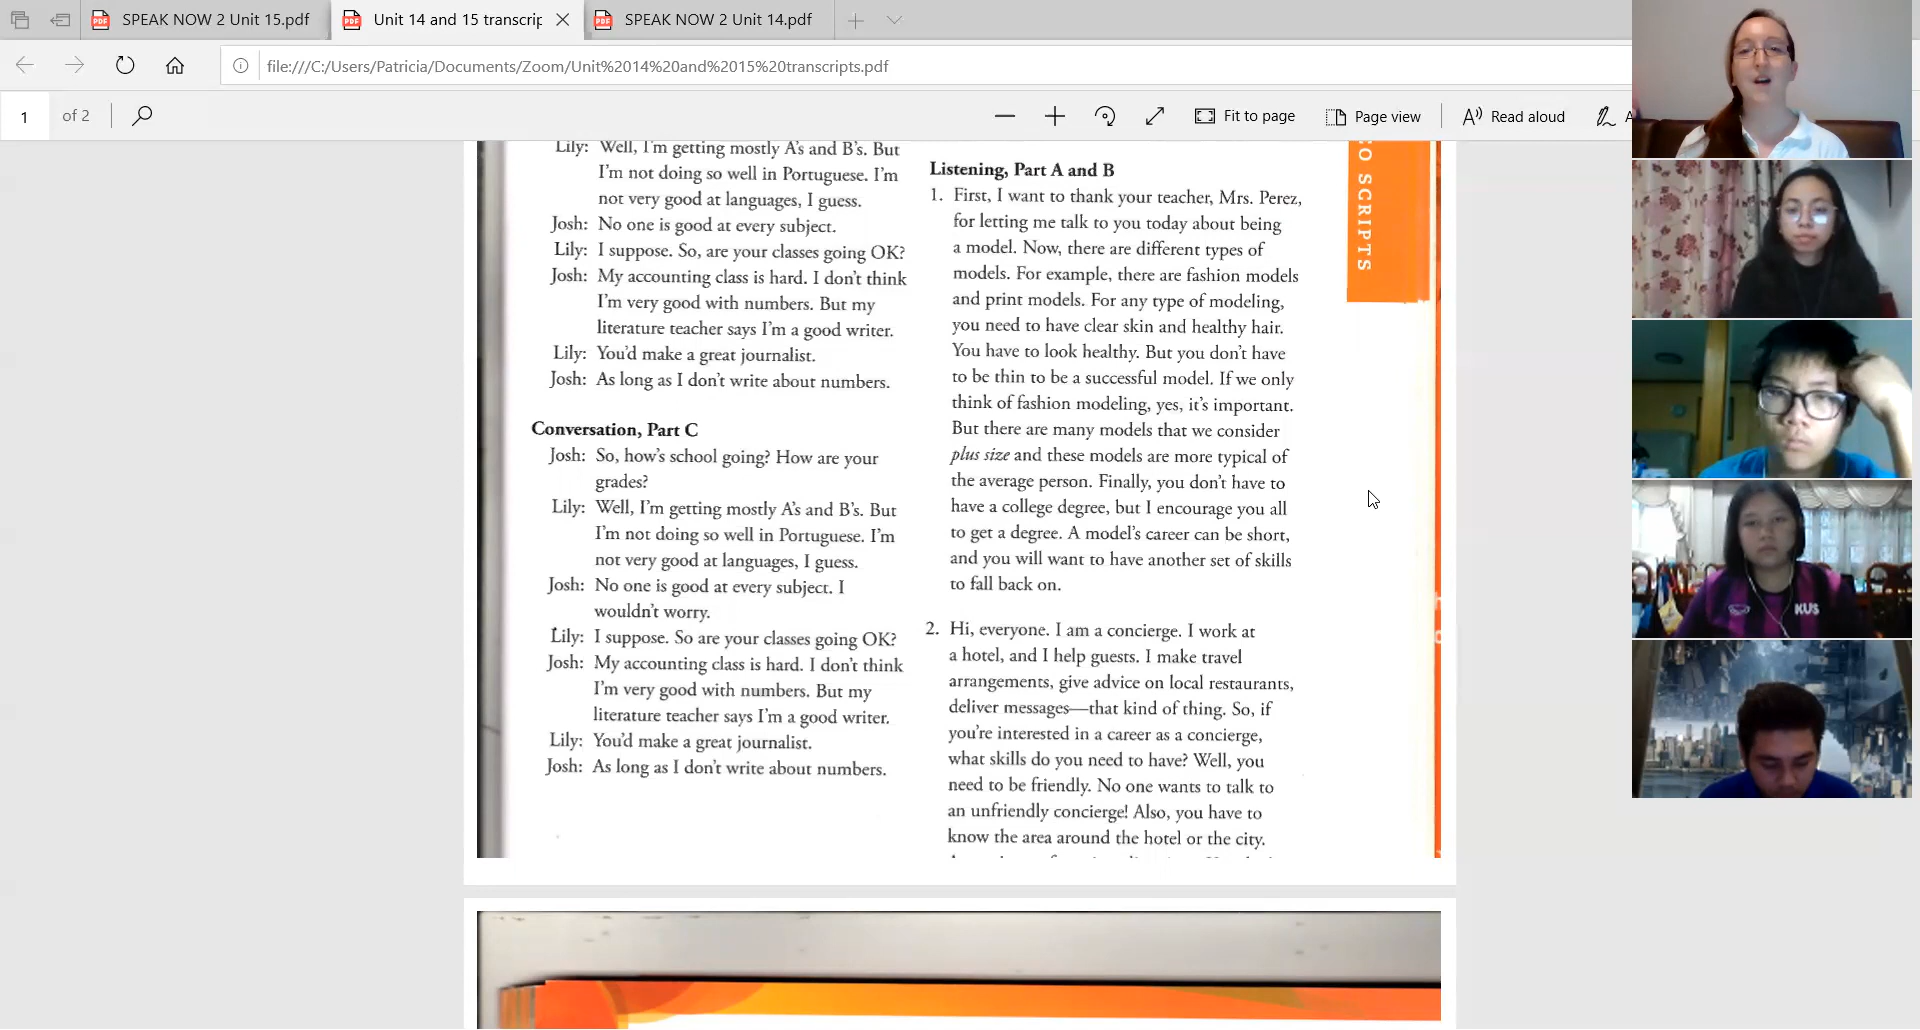 SPEAK NOW 2 Unit 15.pdf
Unit 14 and 15 transcrip
SPEAK NOW 2 Unit 14.pdf
file:///C:/Users/Patricia/Documents/Zoom/Unit%2014%20and%2015%20transcripts.pdf
1 of 2
Fit to page
Page view
Read aloud
Lily: Well, I'm getting mostly A's and B's. But
I'm not doing so well in Portuguese. I'm
not very good at languages, I guess.
Josh: No one is good at every subject.
Lily: I suppose. So, are your classes going OK?
Josh: My accounting class is hard. I don't think
I'm very good with numbers. But my
literature teacher says I'm a good writer.
Lily: You'd make a great journalist.
Josh: As long as I don't write about numbers.
Conversation, Part C
Josh: So, how's school going? How are your
grades?
Lily: Well, I'm getting mostly A's and B's. But
I'm not doing so well in Portuguese. I'm
not very good at languages, I guess.
Josh: No one is good at every subject. I
wouldn't worry.
Lily: I suppose. So are your classes going OK?
Josh: My accounting class is hard. I don't think
I'm very good with numbers. But my
literature teacher says I'm a good writer.
Lily: You'd make a great journalist.
Josh: As long as I don't write about numbers.
Listening, Part A and B
1. First, I want to thank your teacher, Mrs. Perez,
for letting me talk to you today about being
a model. Now, there are different types of
models. For example, there are fashion models
and print models. For any type of modeling,
you need to have clear skin and healthy hair.
You have to look healthy. But you don't have
to be thin to be a successful model. If we only
think of fashion modeling, yes, it's important.
But there are many models that we consider
plus size and these models are more typical of
the average person. Finally, you don't have to
have a college degree, but I encourage you all
to get a degree. A model's career can be short,
and you will want to have another set of skills
to fall back on.
2. Hi, everyone. I am a concierge. I work at
a hotel, and I help guests. I make travel
arrangements, give advice on local restaurants,
deliver messages—that kind of thing. So, if
you're interested in a career as a concierge,
what skills do you need to have? Well, you
need to be friendly. No one wants to talk to
an unfriendly concierge! Also, you have to
know the area around the hotel or the city.
SCRIPTS
KUS